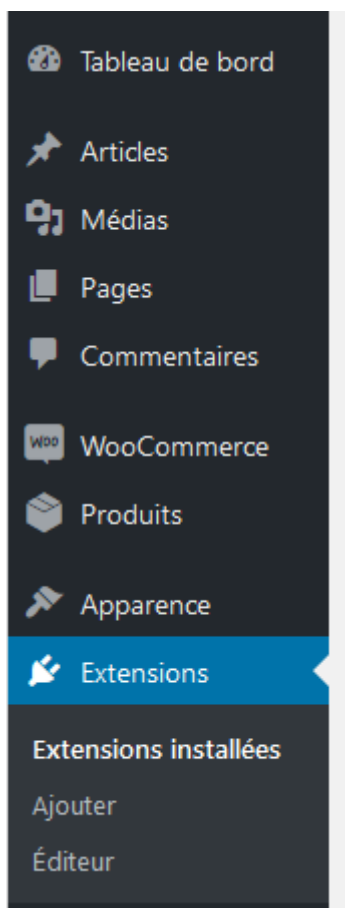 Tableau de bord
Articles
Médias
Pages
Commentaires
Woo WooCommerce
Produits
Apparence
Extensions
Extensions installées
Ajouter
Éditeur